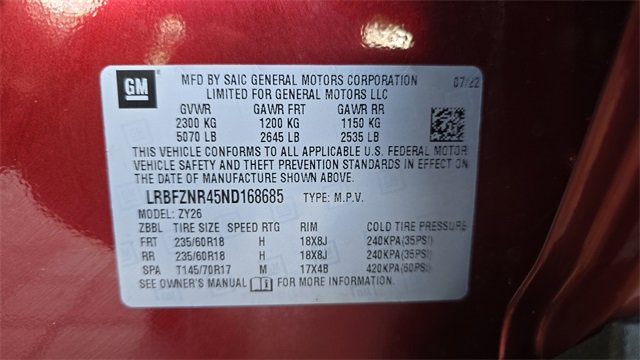 GM
MFD BY SAIC GENERAL MOTORS CORPORATION 07/22
LIMITED FOR GENERAL MOTORS LLC
GVWR GAWR FRT GAWR RR
2300 KG 1200 KG 1150 KG
5070 LB 2645 LB 2535 LB
THIS VEHICLE CONFORMS TO ALL APPLICABLE U.S. FEDERAL MOTOR
VEHICLE SAFETY AND THEFT PREVENTION STANDARDS IN EFFECT ON
THE DATE OF MANUFACTURE SHOWN ABOVE.
LRBFZNR45ND168685 TYPE: M.P.V.
MODEL: ZY26
ZBBL TIRE SIZE SPEED RTG RIM COLD TIRE PRESSURE
FRT 235/60R18 H 18X8J 240KPA(35PSI)
RR 235/60R18 H 18X8J 240KPA(35PSI)
SPA T145/70R17 M 17X4B 420KPA(60PSI)
SEE OWNER'S MANUAL FOR MORE INFORMATION.